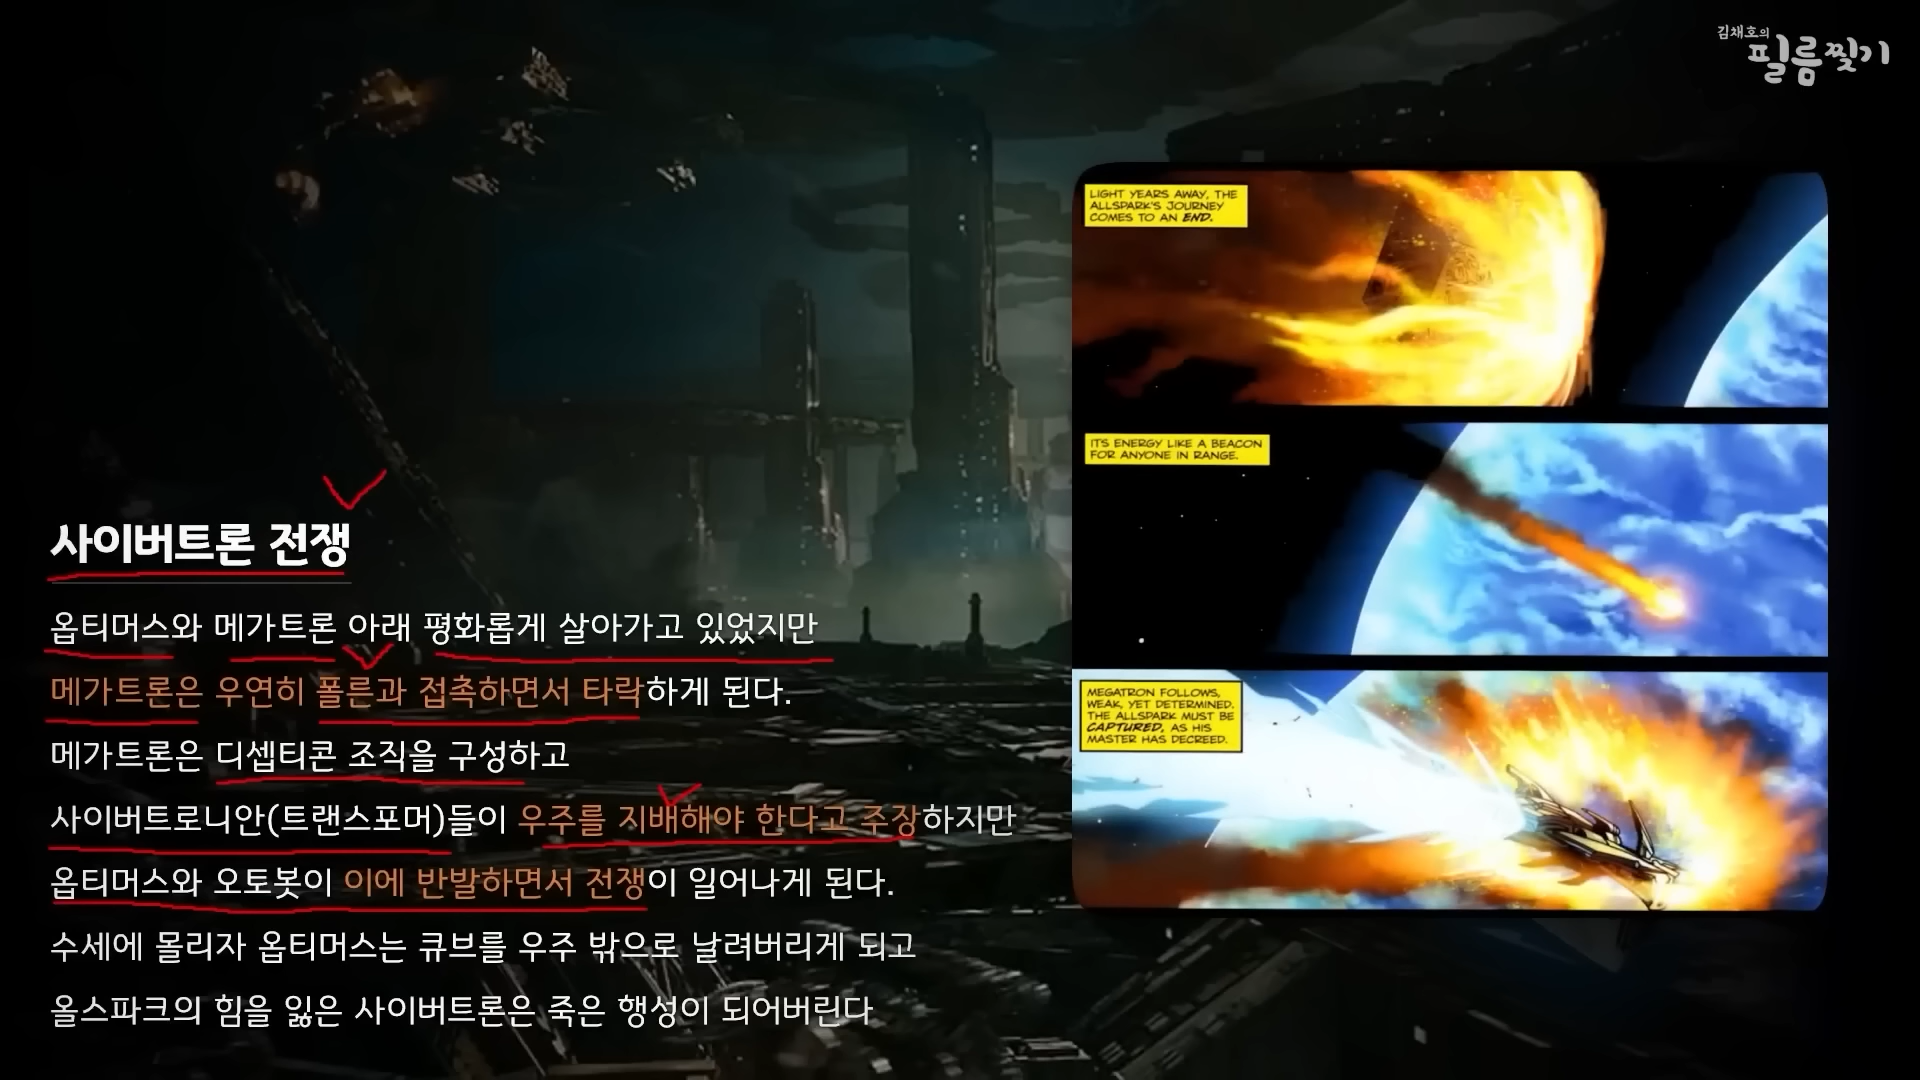 김채호의
필름찢기
사이버트론 전쟁
옵티머스와 메가트론 아래 평화롭게 살아가고 있었지만
메가트론은 우연히 폴른과 접촉하면서 타락하게 된다.
메가트론은 디셉티콘 조직을 구성하고
사이버트로니안(트랜스포머)들이 우주를 지배해야 한다고 주장하지만
옵티머스와 오토봇이 이에 반발하면서 전쟁이 일어나게 된다.
수세에 몰리자 옵티머스는 큐브를 우주 밖으로 날려버리게 되고
올스파크의 힘을 잃은 사이버트론은 죽은 행성이 되어버린다
LIGHT YEARS AWAY, THE
ALLSPARK'S JOURNEY
COMES TO AN END.
ITS ENERGY LIKE A BEACON
FOR ANYONE IN RANGE.
MEGATRON FOLLOWS,
WEAK, YET DETERMINED.
THE ALLSPARK MUST BE
CAPTURED, AS HIS
MASTER HAS DECREED.